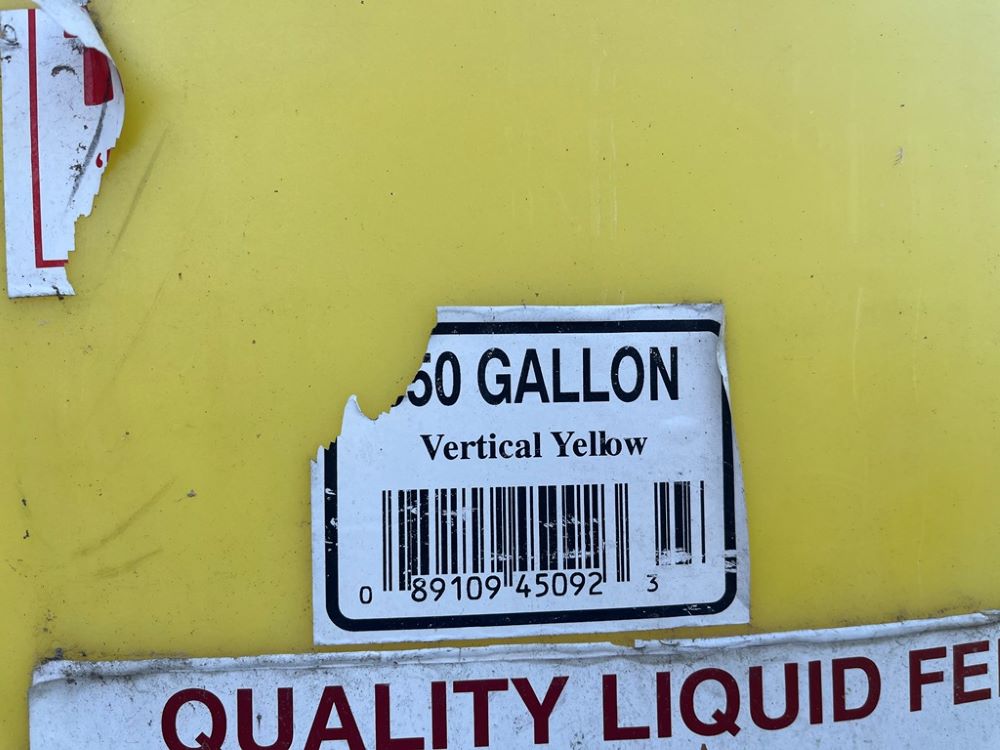 50 GALLON
Vertical Yellow
0 89109 45092 3
QUALITY LIQUID FE